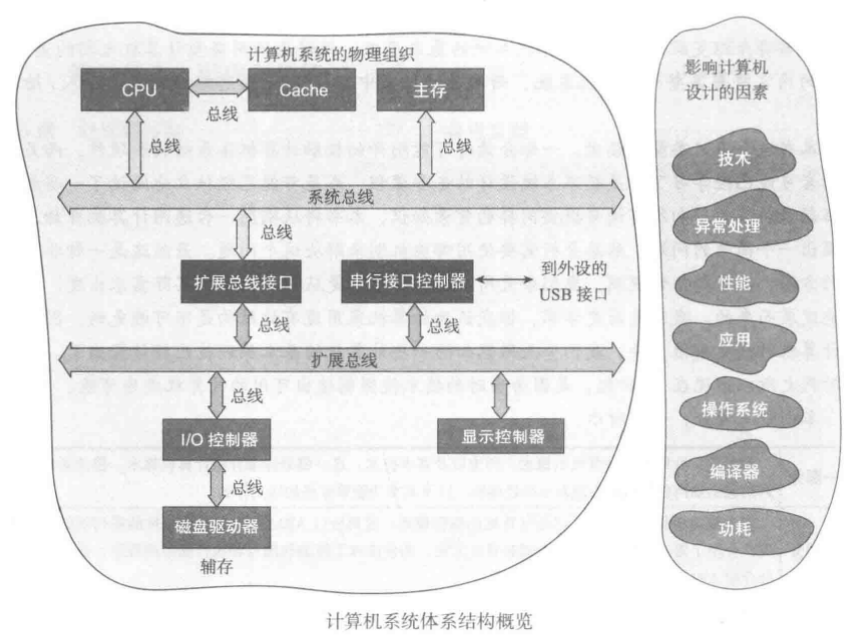 计算机系统的物理组织
CPU
总线
Cache
主存
总线
总线
系统总线
总线
扩展总线接口
串行接口控制器
到外设的
USB 接口
总线
总线
扩展总线
总线
I/O 控制器
显示控制器
总线
磁盘驱动器
辅存
影响计算机
设计的因素
技术
异常处理
性能
应用
操作系统
编译器
功耗
计算机系统体系结构概览